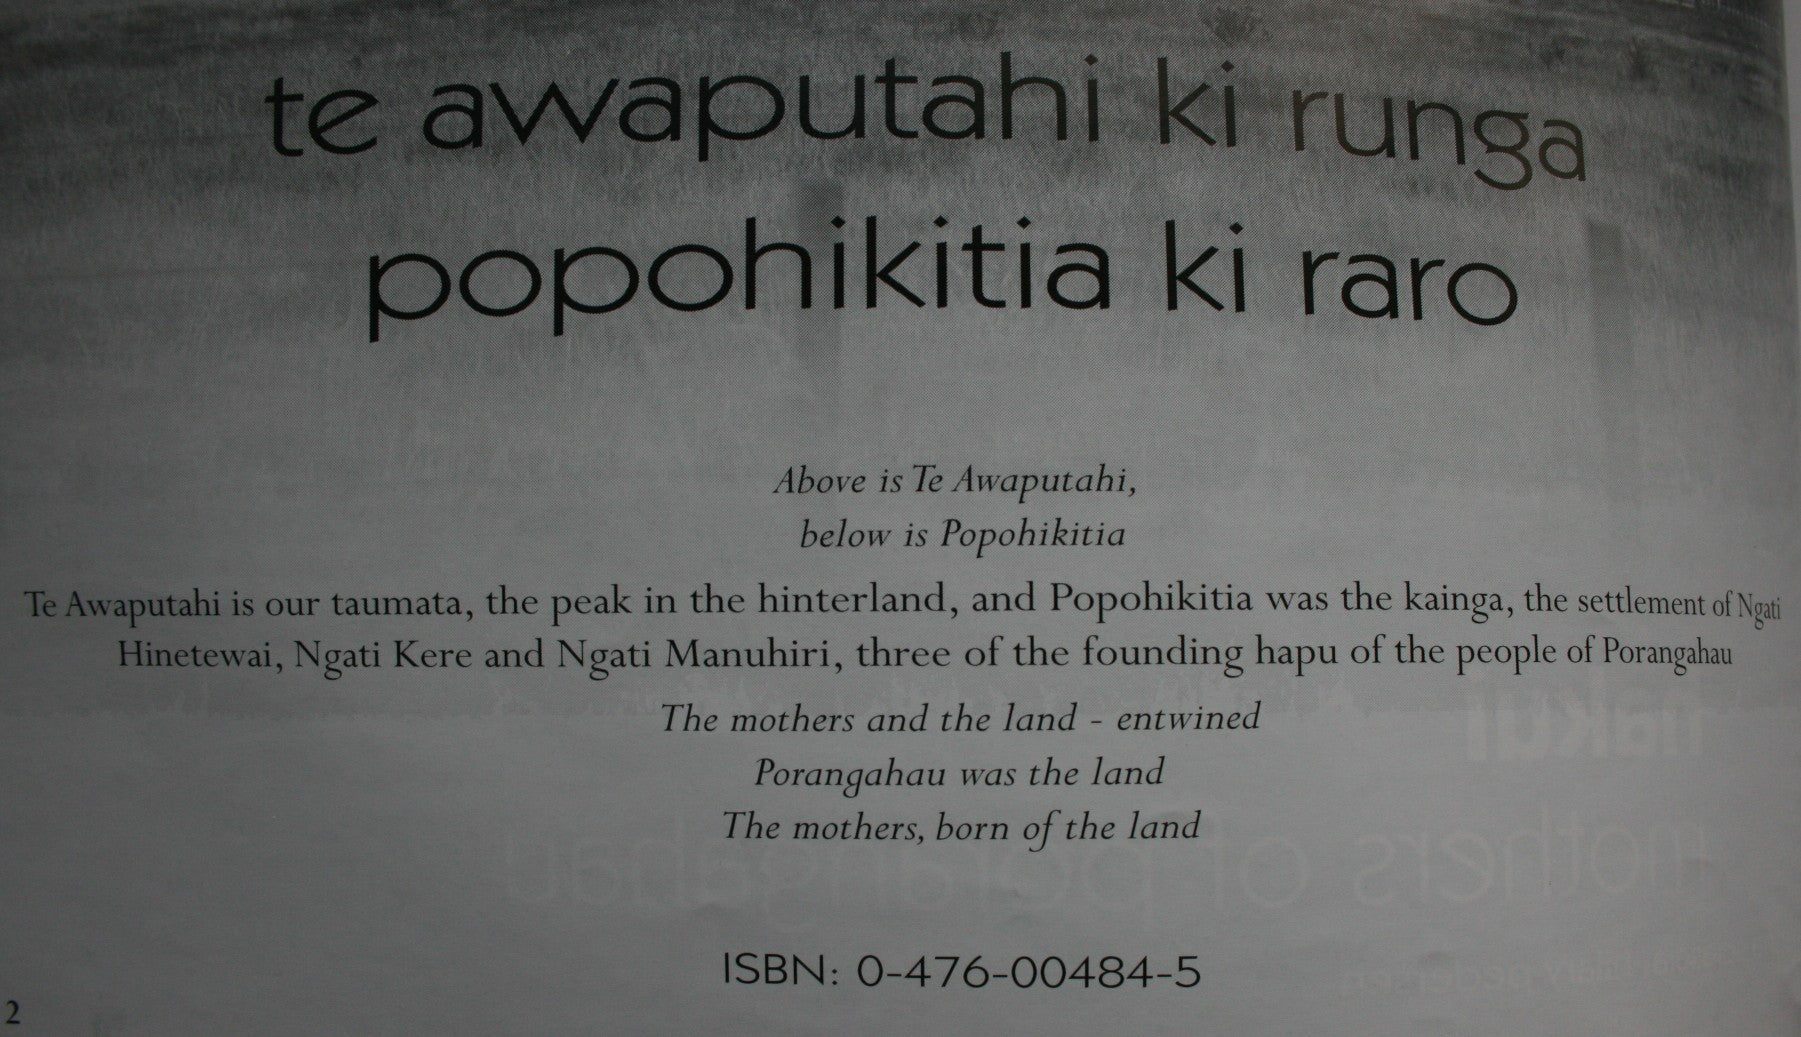 te awaputahi ki runga
popohikitia ki raro
Above is Te Awaputahi,
below is Popohikitia
Te Awaputahi is our taumata, the peak in the hinterland, and Popohikitia was the kainga, the settlement of Ngati
Hinetewai, Ngati Kere and Ngati Manuhiri, three of the founding hapu of the people of Porangahau
The mothers and the land - entwined
Porangahau was the land
The mothers, born of the land
mothers of porangahau
ISBN: 0-476-00484-5
2